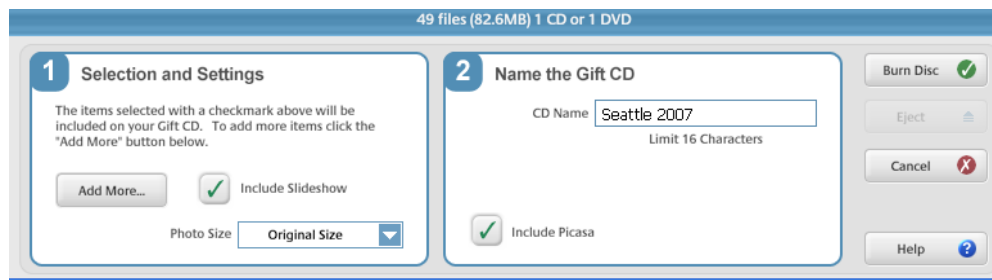 49 files (82.6MB) 1 CD or 1 DVD
1 Selection and Settings
The items selected with a checkmark above will be
included on your Gift CD. To add more items click the
"Add More" button below.
Add More...
Include Slideshow
Photo Size
Original Size
2 Name the Gift CD
CD Name
Seattle 2007
Limit 16 Characters
Include Picasa
Burn Disc
Eject
Cancel
Help